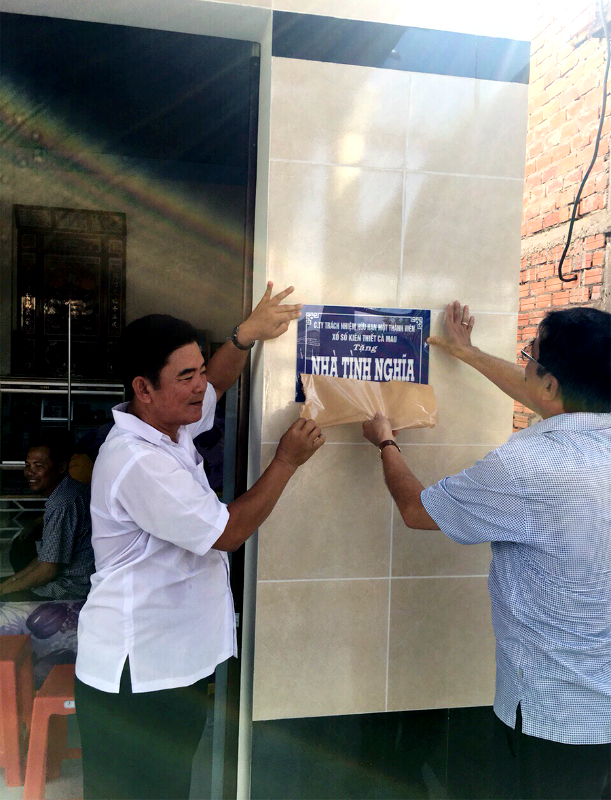 C.TY TRÁCH NHIỆM HỮU HẠN MỘT THÀNH VIÊN
XỔ SỐ KIẾN THIẾT CÀ MAU
Tặng
NHÀ TÌNH NGHĨA